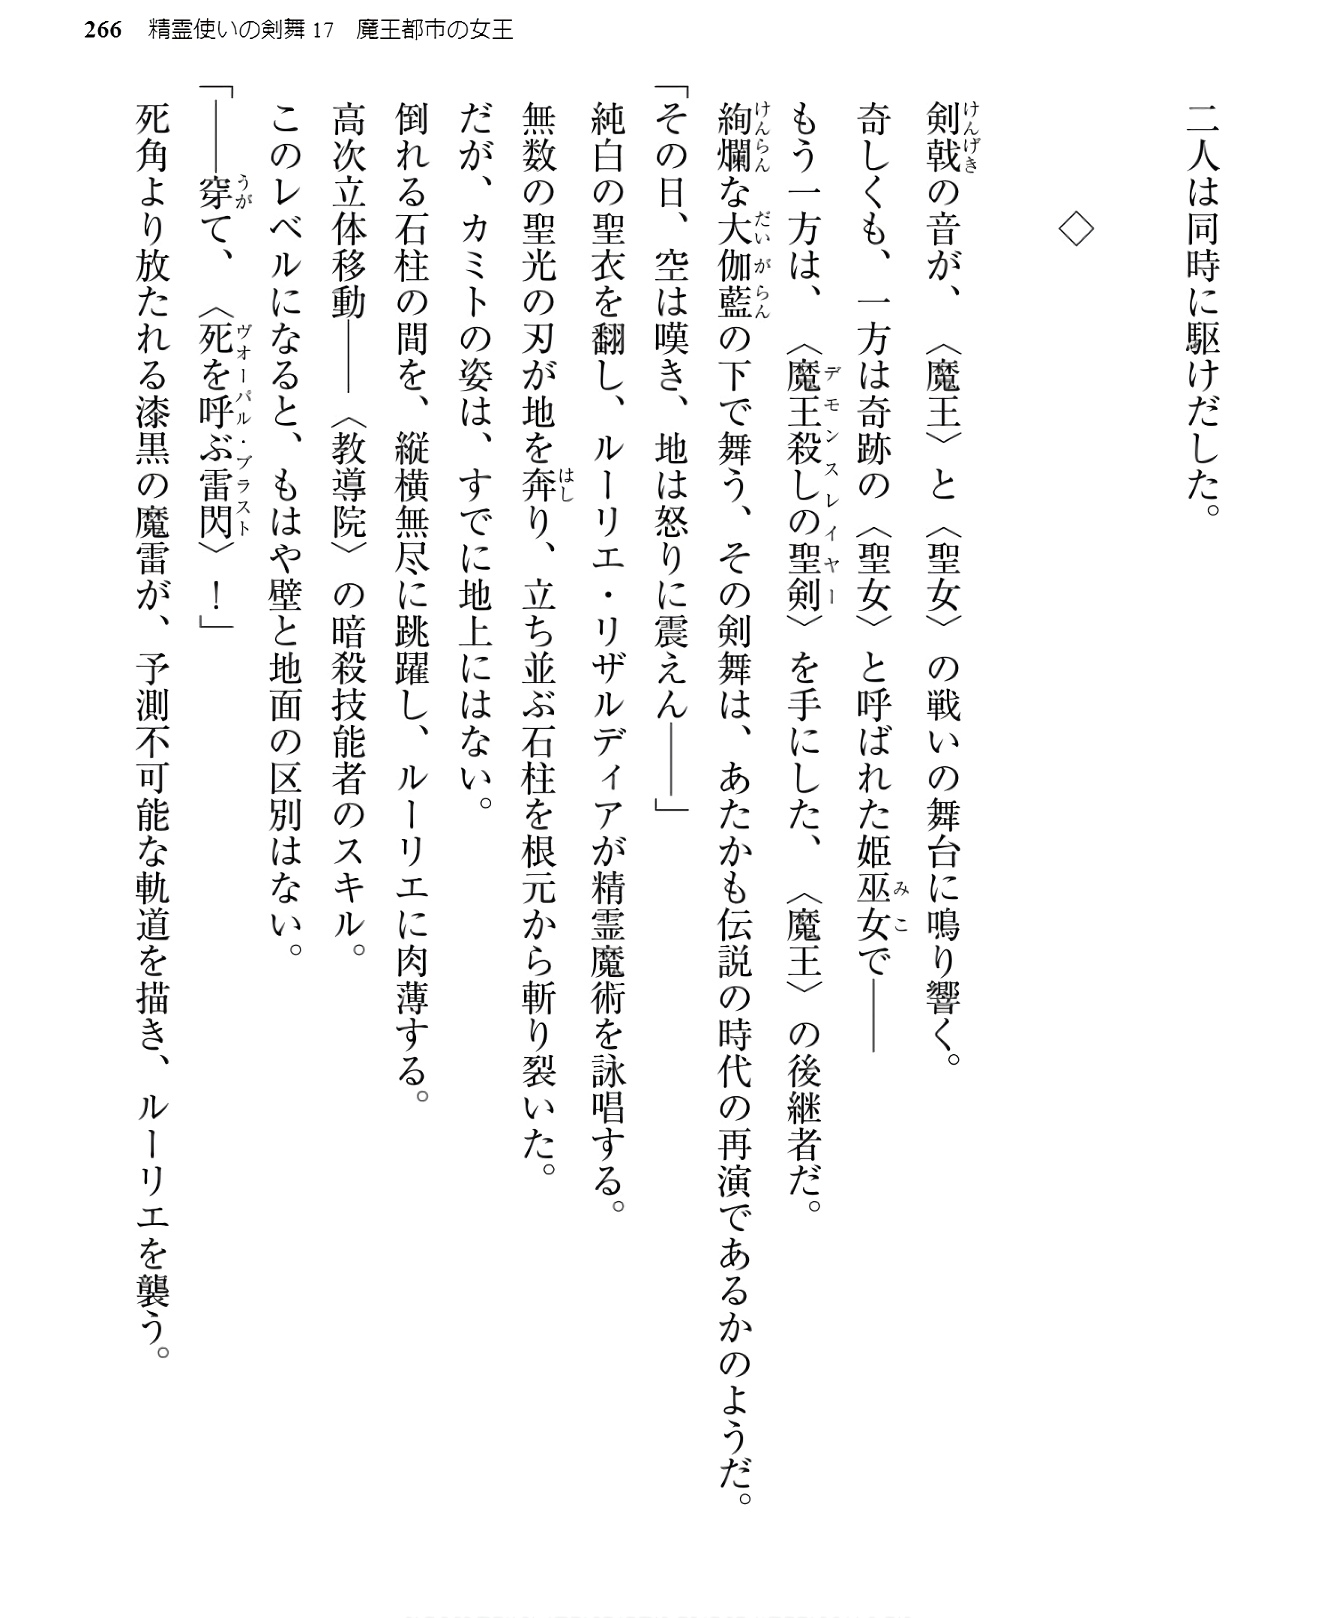 266　精霊使いの剣舞 17　魔王都市の女王
二人は同時に駆けだした。
◇
剣戟の音が、〈魔王〉と〈聖女〉の戦いの舞台に鳴り響く。
奇しくも、一方は奇跡の〈聖女〉と呼ばれた姫巫女で――
もう一方は、〈魔王殺しの聖剣〉を手にした、〈魔王〉の後継者だ。
絢爛な大伽藍の下で舞う、その剣舞は、あたかも伝説の時代の再演であるかのようだ。
「その日、空は嘆き、地は怒りに震えん――」
純白の聖衣を翻し、ルーリエ・リザルディアが精霊魔術を詠唱する。
無数の聖光の刃が地を奔り、立ち並ぶ石柱を根元から斬り裂いた。
だが、カミトの姿は、すでに地上にはない。
倒れる石柱の間を、縦横無尽に跳躍し、ルーリエに肉薄する。
高次立体移動――〈教導院〉の暗殺技能者のスキル。
このレベルになると、もはや壁と地面の区別はない。
「――穿て、〈死を呼ぶ雷閃〉！」
死角より放たれる漆黒の魔雷が、予測不可能な軌道を描き、ルーリエを襲う。